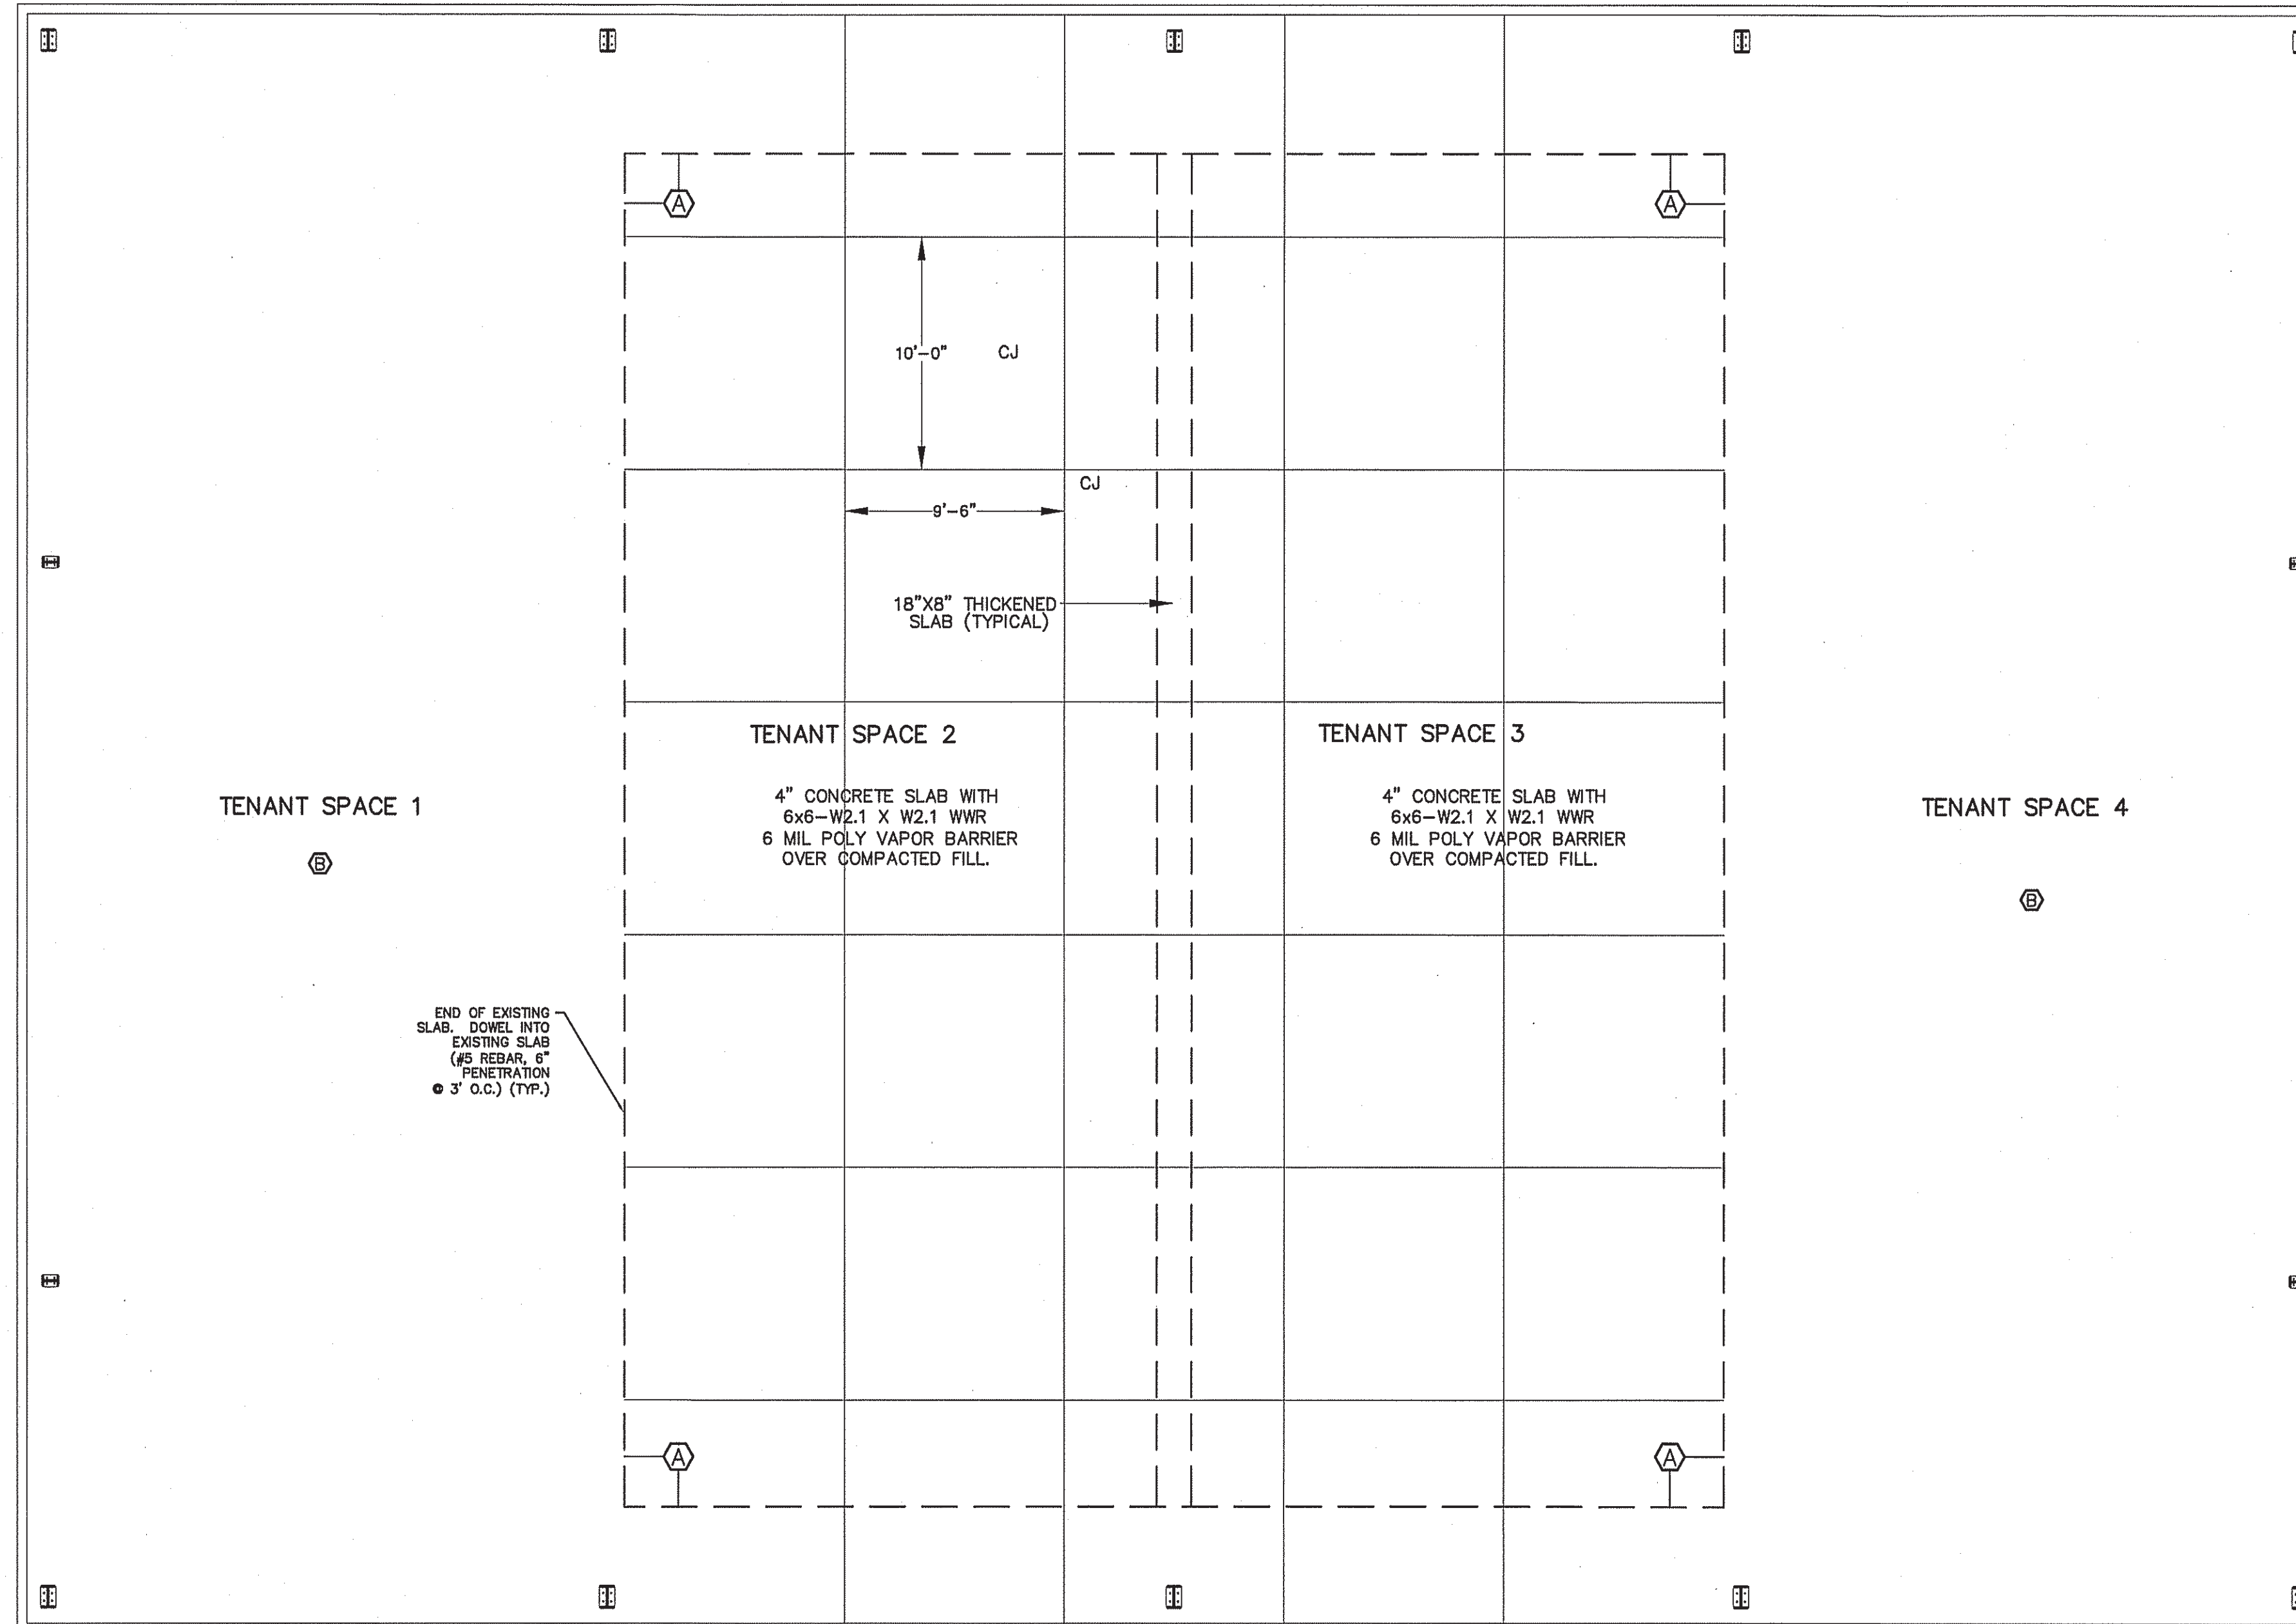 A
A
10'-0"
CJ
CJ
9'-6"
18"X8" THICKENED
SLAB (TYPICAL)
TENANT SPACE 2
TENANT SPACE 3
4" CONCRETE SLAB WITH
6x6-W2.1 X W2.1 WWR
6 MIL POLY VAPOR BARRIER
OVER COMPACTED FILL.
4" CONCRETE SLAB WITH
6x6-W2.1 X W2.1 WWR
6 MIL POLY VAPOR BARRIER
OVER COMPACTED FILL.
TENANT SPACE 1
B
TENANT SPACE 4
B
END OF EXISTING
SLAB. DOWEL INTO
EXISTING SLAB
(#5 REBAR, 6"
PENETRATION
@ 3' O.C.) (TYP.)
A
A